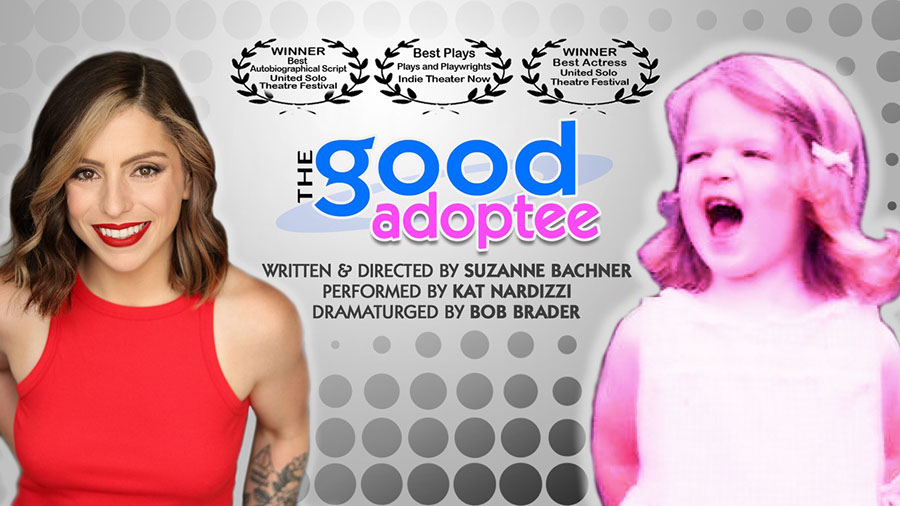 WINNER
Best
Autobiographical Script
United Solo
Theatre Festival
Best Plays
Plays and Playwrights
Indie Theater Now
WINNER
Best Actress
United Solo
Theatre Festival
THE good
adoptee
WRITTEN & DIRECTED BY SUZANNE BACHNER
PERFORMED BY KAT NARDIZZI
DRAMATURGED BY BOB BRADER